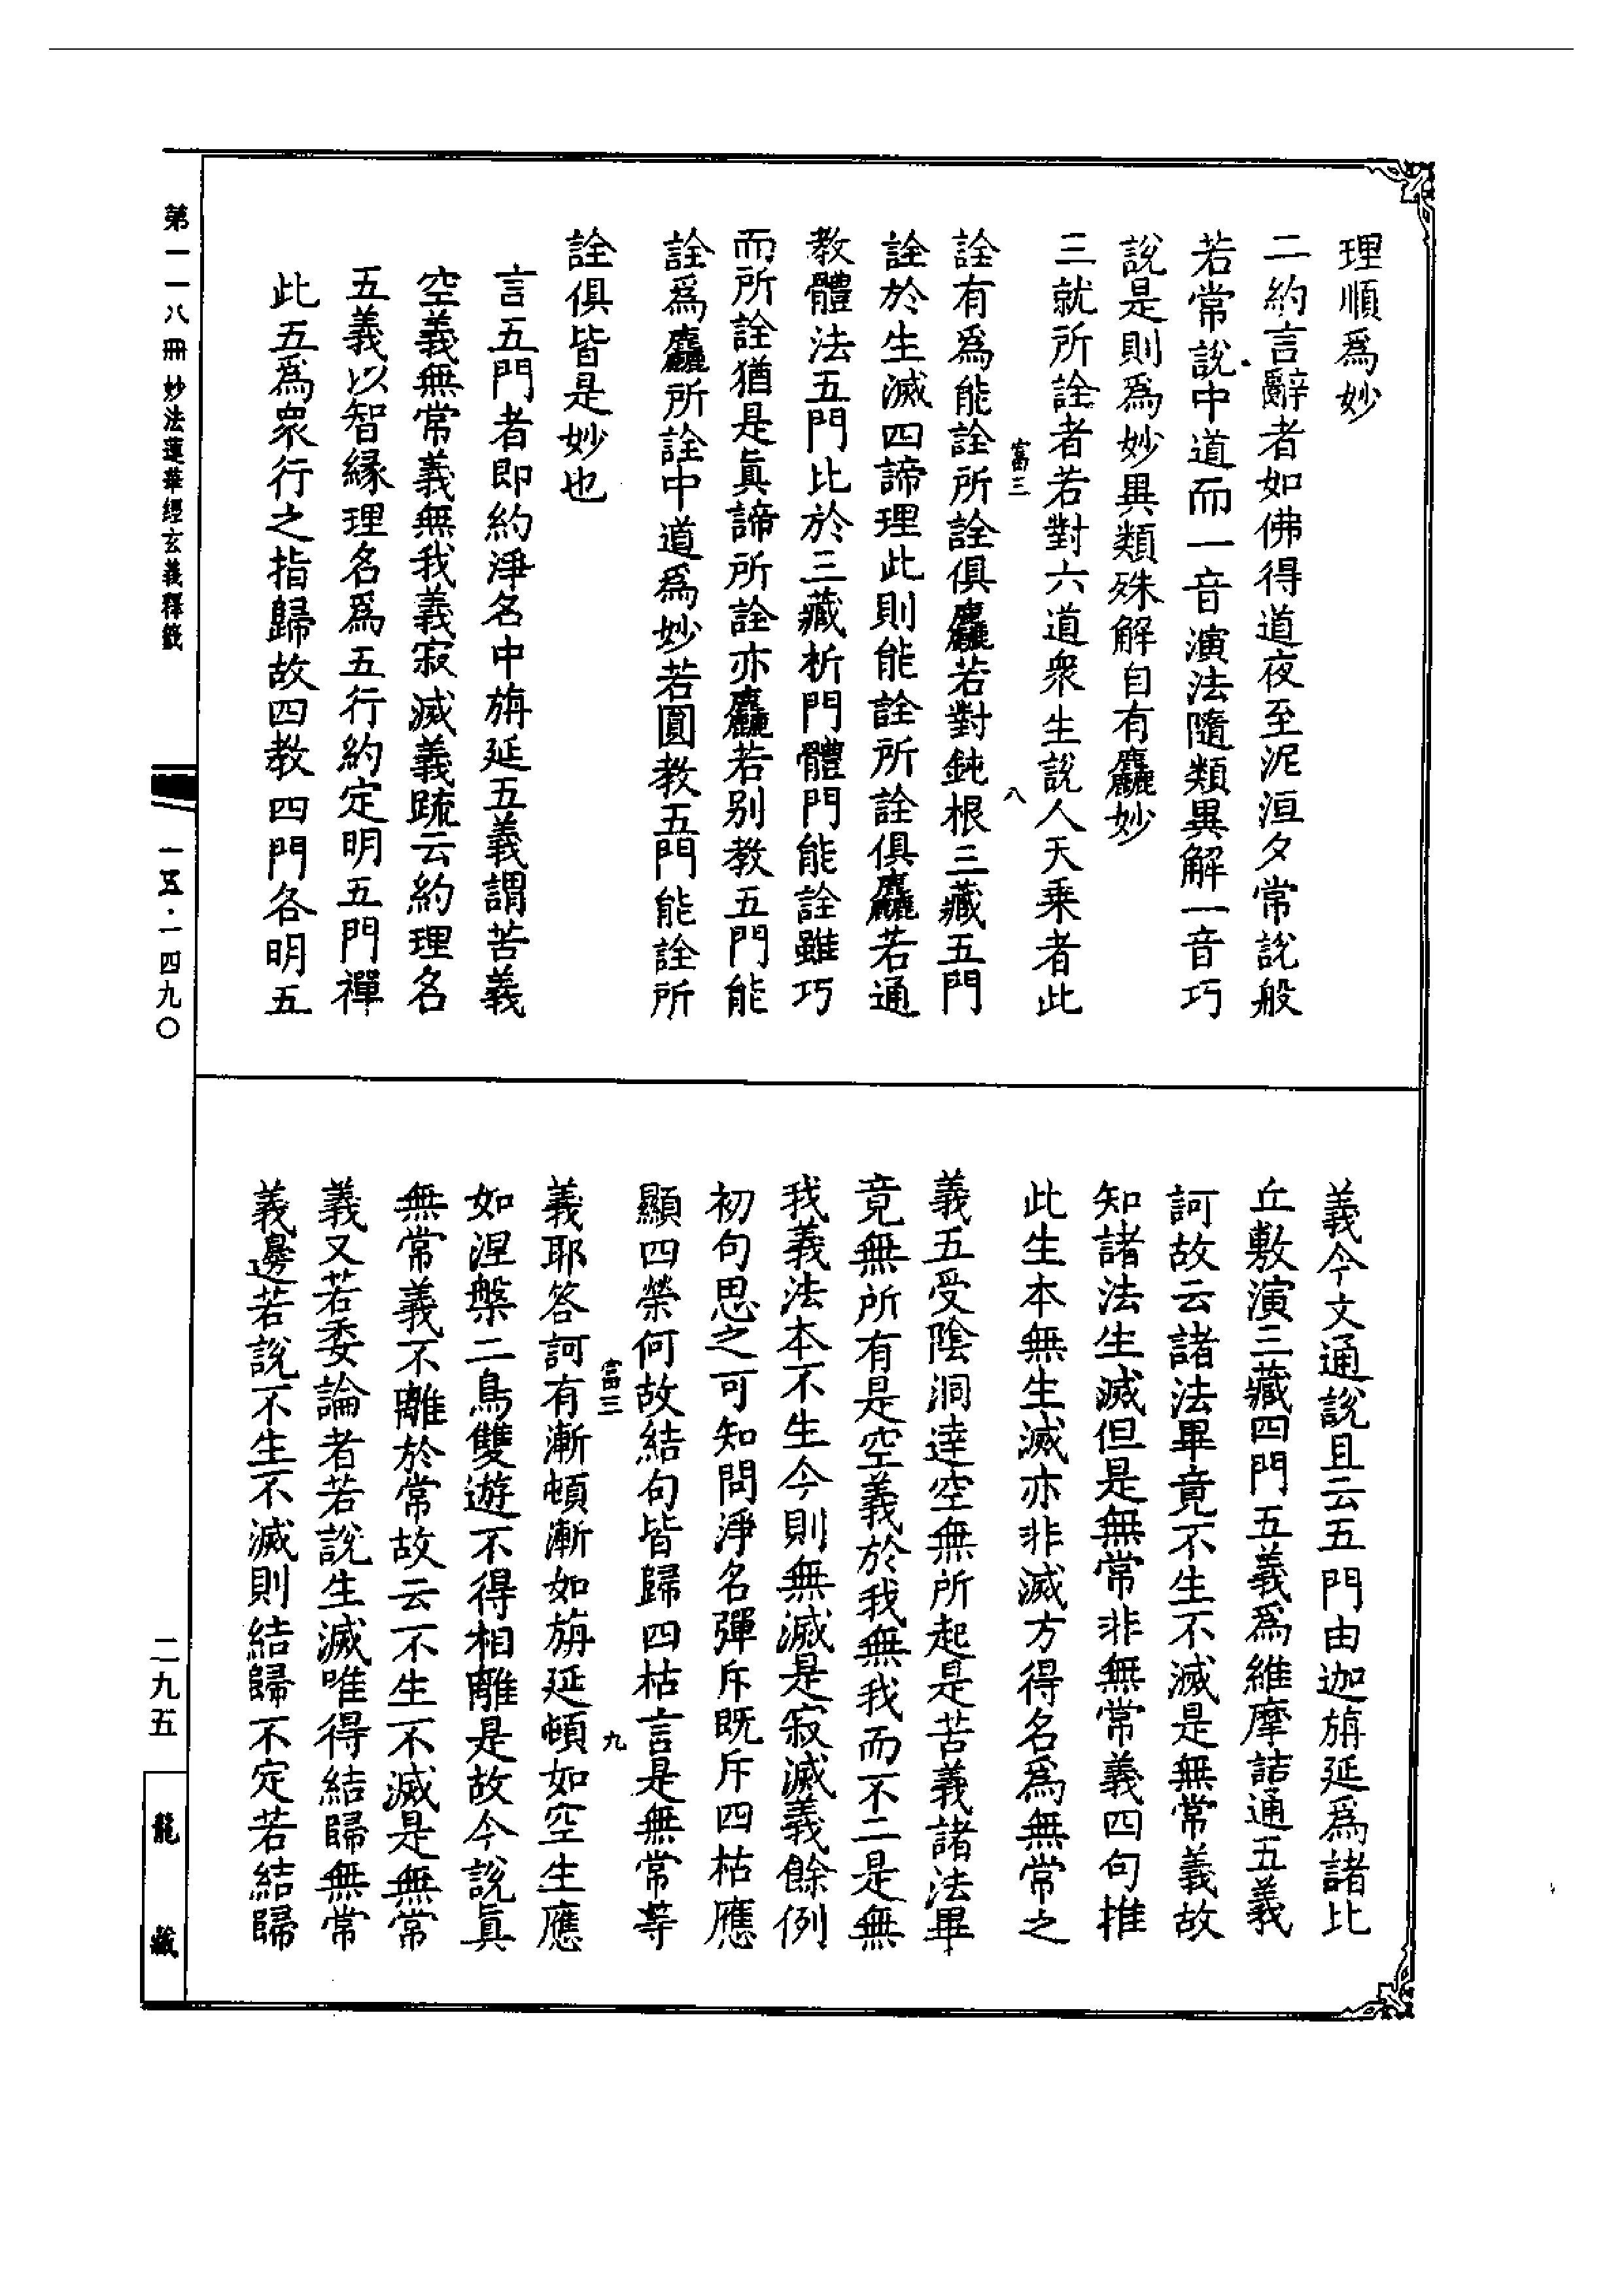 理順爲妙
二約言辭者如佛得道夜至泥洹夕常說般
若常說中道而一音演法隨類異解一音巧
說是則爲妙異類殊解自有麤妙
三就所詮者若對六道衆生說人天乗者此
富三
八
詮有爲能詮所詮俱麤若對鈍根三藏五門
詮於生滅四諦理此則能詮所詮俱麤若通
教體法五門比於三藏析門體門能詮雖巧
而所詮猶是眞諦所詮亦麤若別教五門能
詮爲麤所詮中道爲妙若圓教五門能詮所
詮俱皆是妙也
言五門者即約淨名中旃延五義謂苦義
空義無常義無我義寂滅義䟽云約理名
五義以智縁理名爲五行約定明五門禪
此五爲衆行之指歸故四教四門各明五
義今文通說且云五門由迦旃延爲諸比
丘敷演三藏四門五義爲維摩詰通五義
訶故云諸法畢竟不生不滅是無常義故
知諸法生滅但是無常非無常義四句推
此生本無生滅亦非滅方得名爲無常之
義五受陰洞達空無所起是苦義諸法畢
竟無所有是空義於我無我而不二是無
我義法本不生今則無滅是寂滅義餘例
初句思之可知問淨名彈斥既斥四枯應
顯四榮何故結句皆歸四枯言是無常等
富三
九
義耶答訶有漸頓漸如旃延頓如空生應
如涅槃二鳥雙遊不得相離是故今說眞
無常義不離於常故云不生不滅是無常
義又若委論者若說生滅唯得結歸無常
義邊若說不生不滅則結歸不定若結歸
第一一八冊 妙法蓮華經玄義釋籤
一五·一四九〇
二九五
龍藏